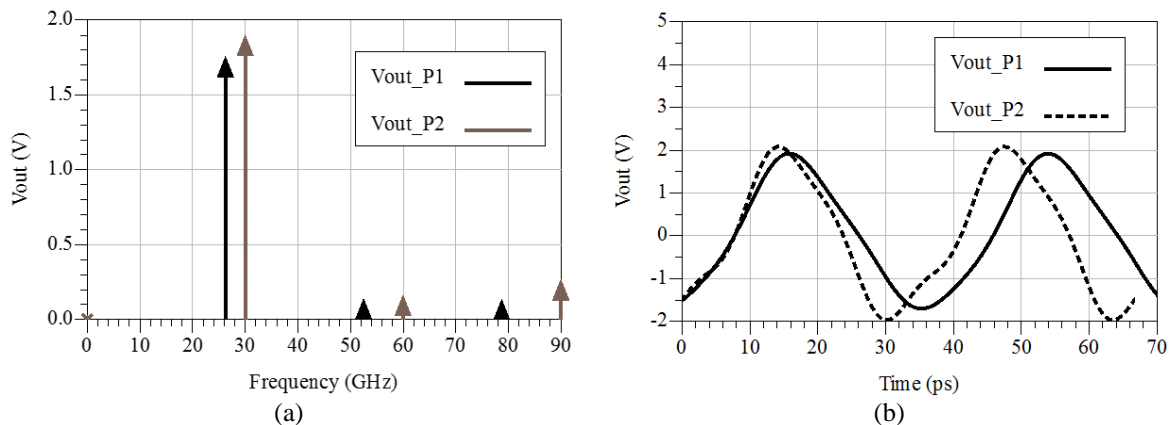 2.0
1.5
1.0
0.5
0.0
Vout (V)
Vout_P1
Vout_P2
0 10 20 30 40 50 60 70 80 90
Frequency (GHz)
(a)
5
4
3
2
1
0
-1
-2
Vout (V)
Vout_P1
Vout_P2
0 10 20 30 40 50 60 70
Time (ps)
(b)